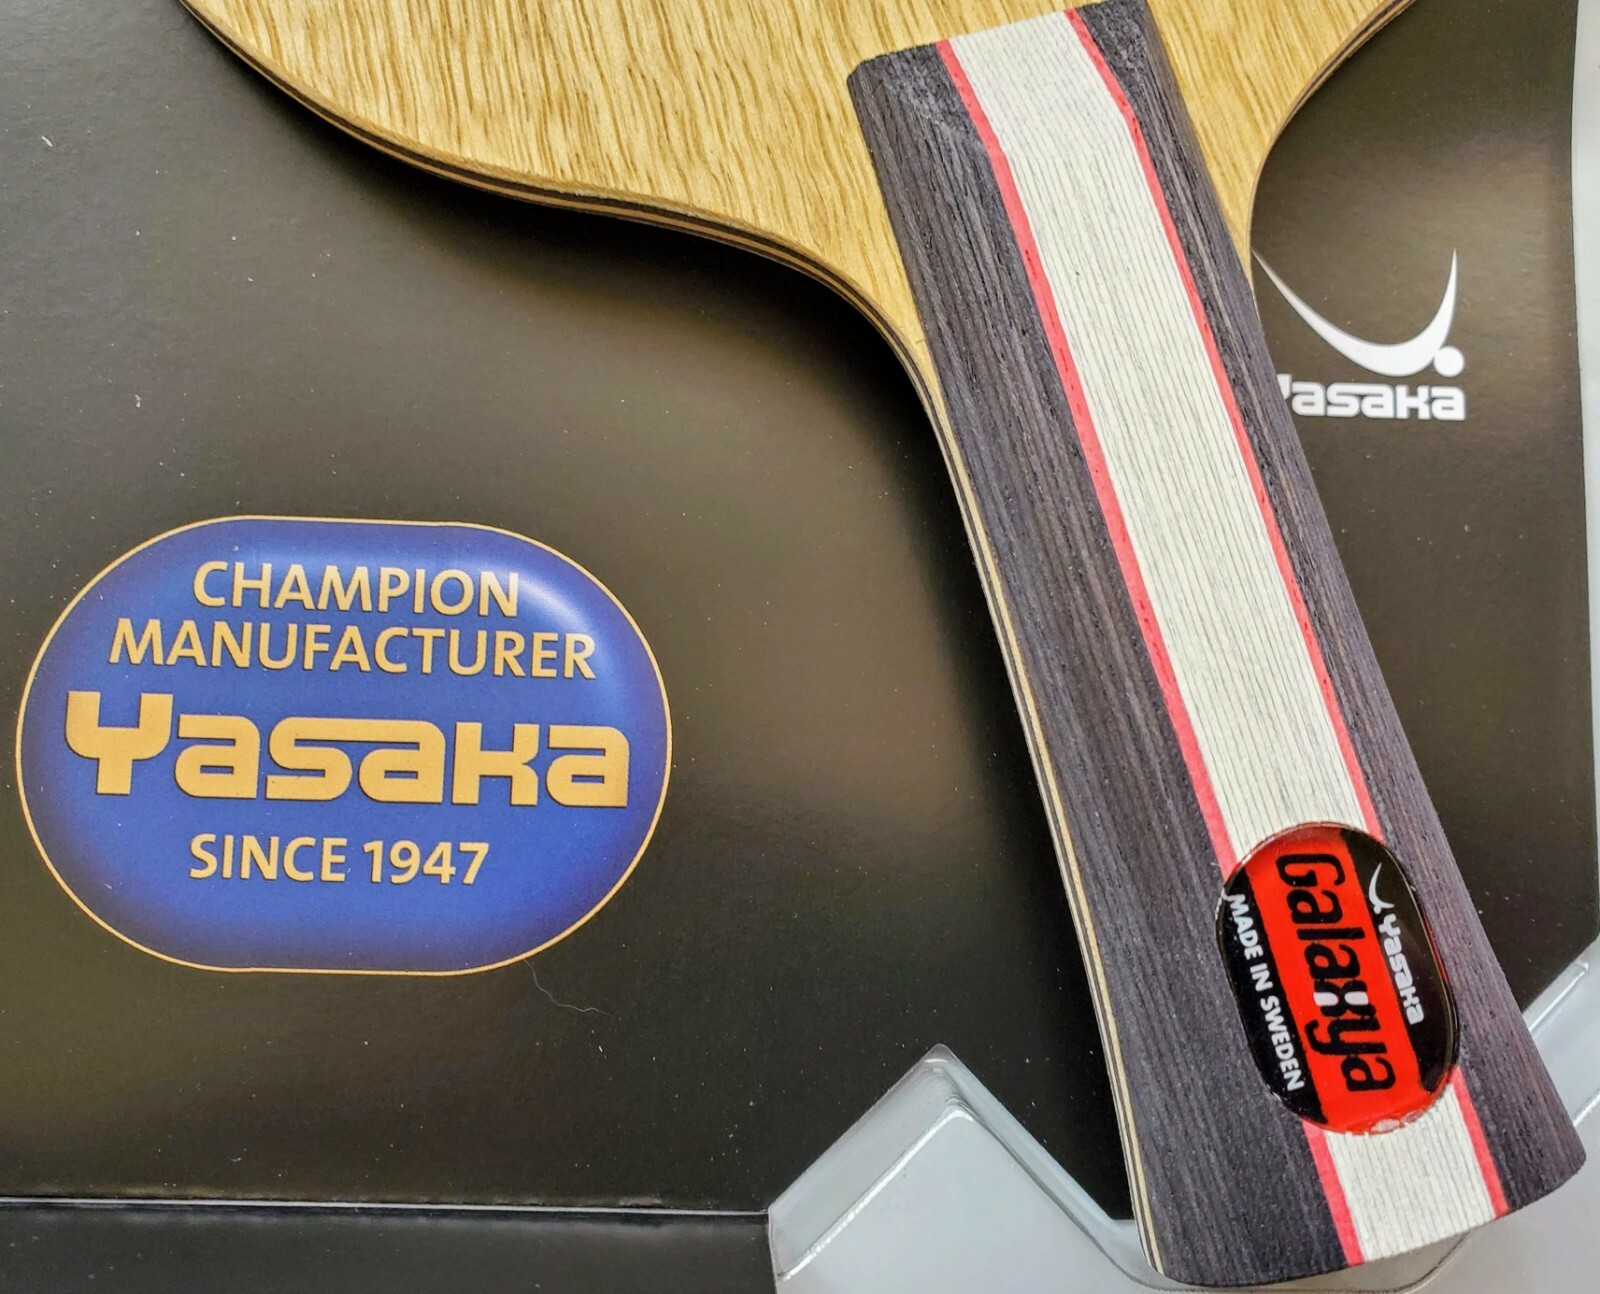 Yasaka
CHAMPION
MANUFACTURER
Yasaka
SINCE 1947
Yasaka
Galaxya
MADE IN SWEDEN